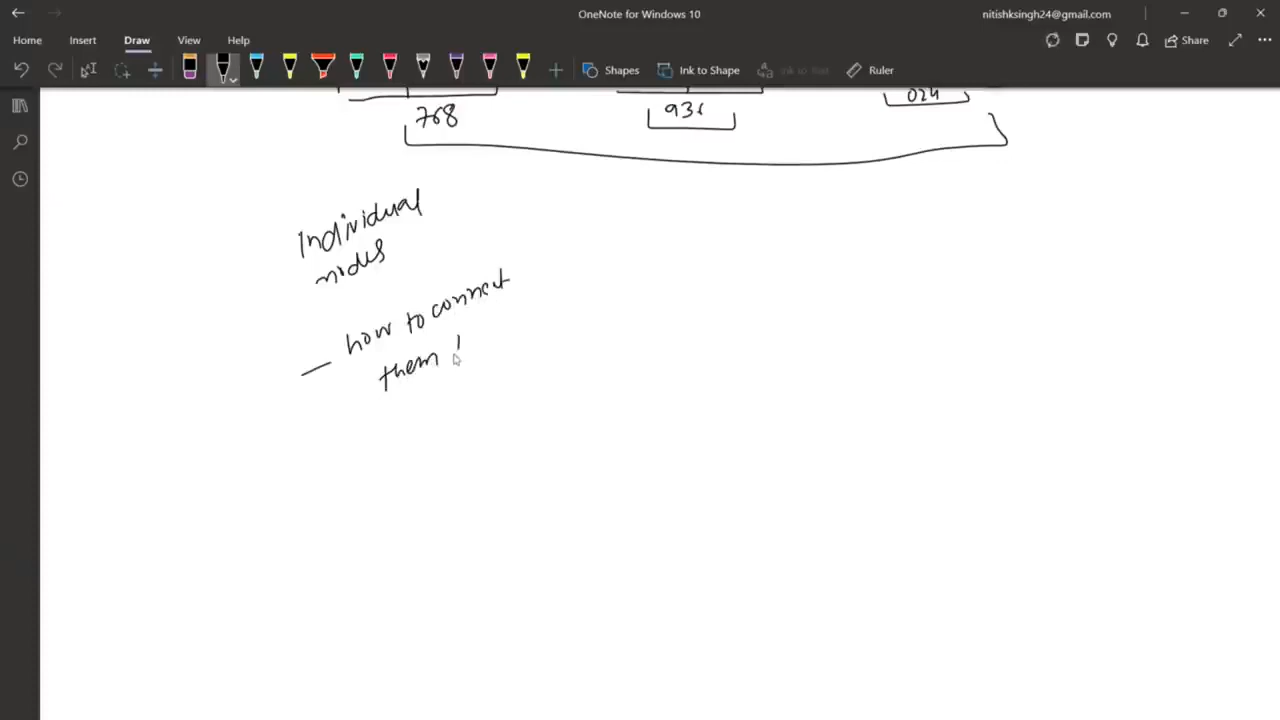 OneNote for Windows 10
nitishksingh24@gmail.com
Home Insert Draw View Help
Share
Shapes Ink to Shape Ruler
768 936 024
Individual
nodes
— how to connect
them !